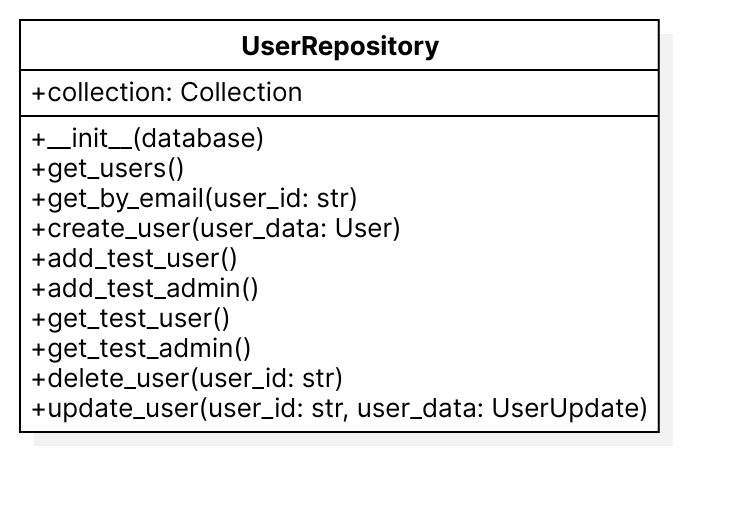 UserRepository
+collection: Collection
+__init__(database)
+get_users()
+get_by_email(user_id: str)
+create_user(user_data: User)
+add_test_user()
+add_test_admin()
+get_test_user()
+get_test_admin()
+delete_user(user_id: str)
+update_user(user_id: str, user_data: UserUpdate)